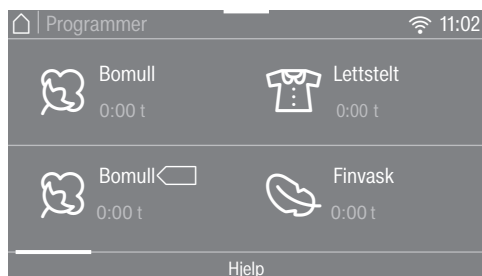 Programmer 11:02
Bomull Lettstelt
0:00 t 0:00 t
Bomull Finvask
0:00 t 0:00 t
Hjelp